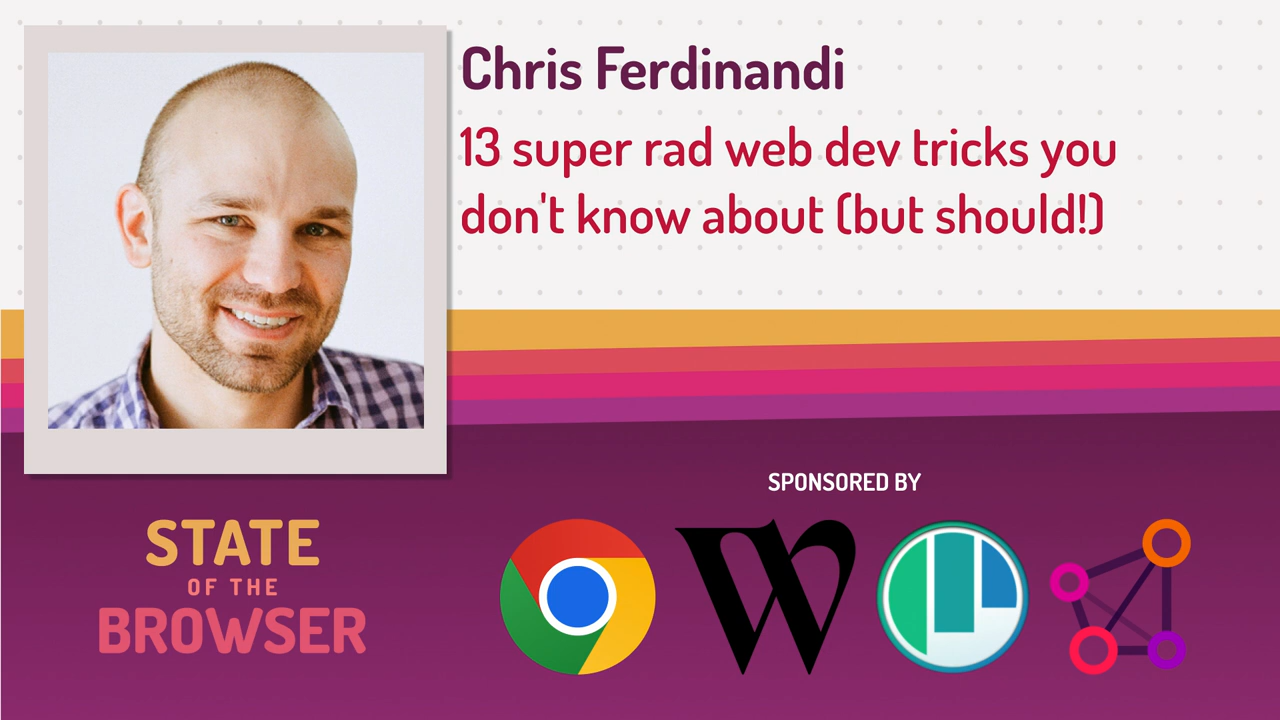 Chris Ferdinandi
13 super rad web dev tricks you
don't know about (but should!)
SPONSORED BY
STATE
OF THE
BROWSER
W